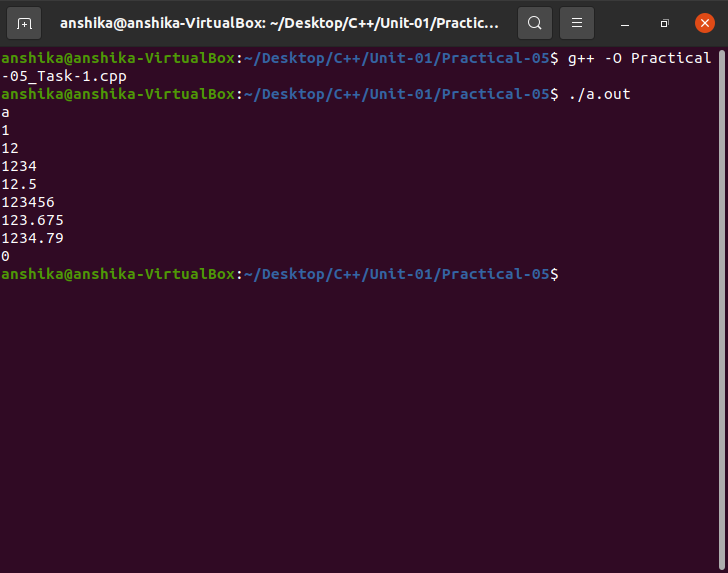 anshika@anshika-VirtualBox: ~/Desktop/C++/Unit-01/Practic...
anshika@anshika-VirtualBox:~/Desktop/C++/Unit-01/Practical-05$ g++ -O Practical
-05_Task-1.cpp
anshika@anshika-VirtualBox:~/Desktop/C++/Unit-01/Practical-05$ ./a.out
a
1
12
1234
12.5
123456
123.675
1234.79
0
anshika@anshika-VirtualBox:~/Desktop/C++/Unit-01/Practical-05$